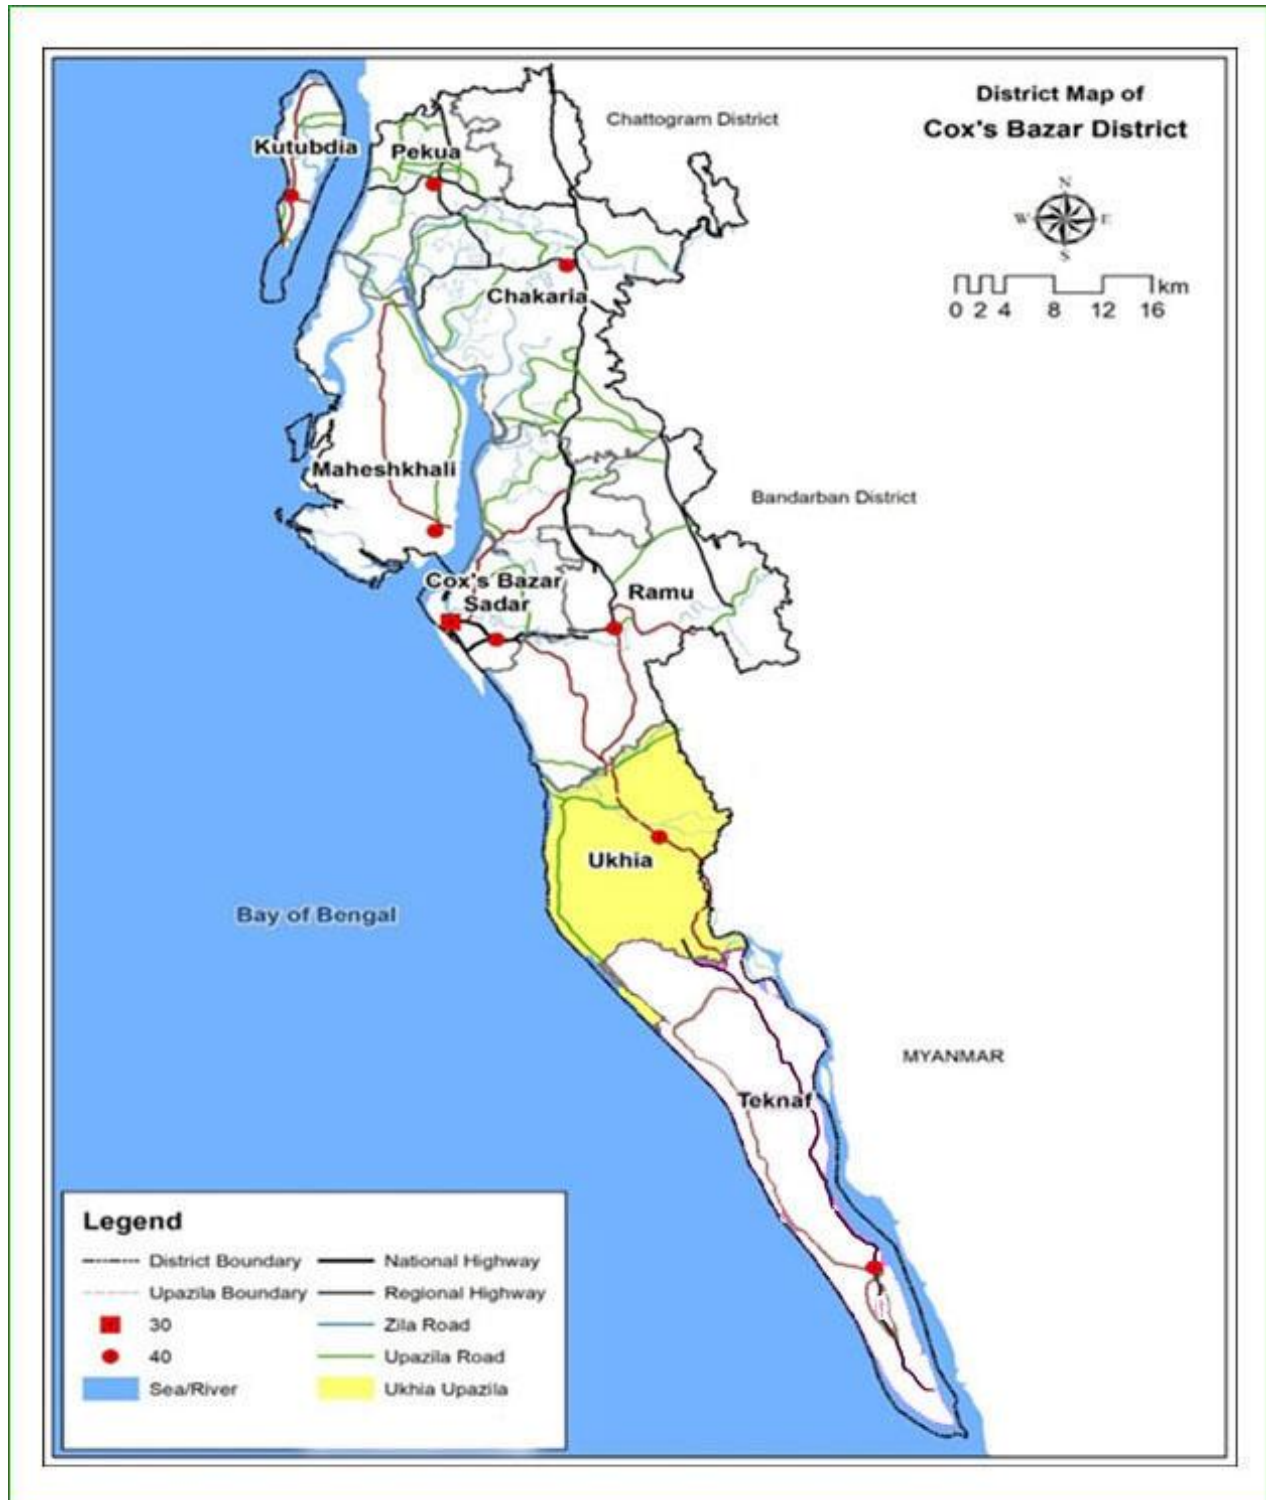 District Map of
Cox's Bazar District
N
W E
S
km
0 2 4 8 12 16
Chattogram District
Kutubdia
Pekua
Chakaria
Maheshkhali
Bandarban District
Cox's Bazar
Sadar
Ramu
Ukhia
Bay of Bengal
MYANMAR
Teknaf
Legend
District Boundary
National Highway
Upazila Boundary
Regional Highway
30
Zila Road
40
Upazila Road
Sea/River
Ukhia Upazila